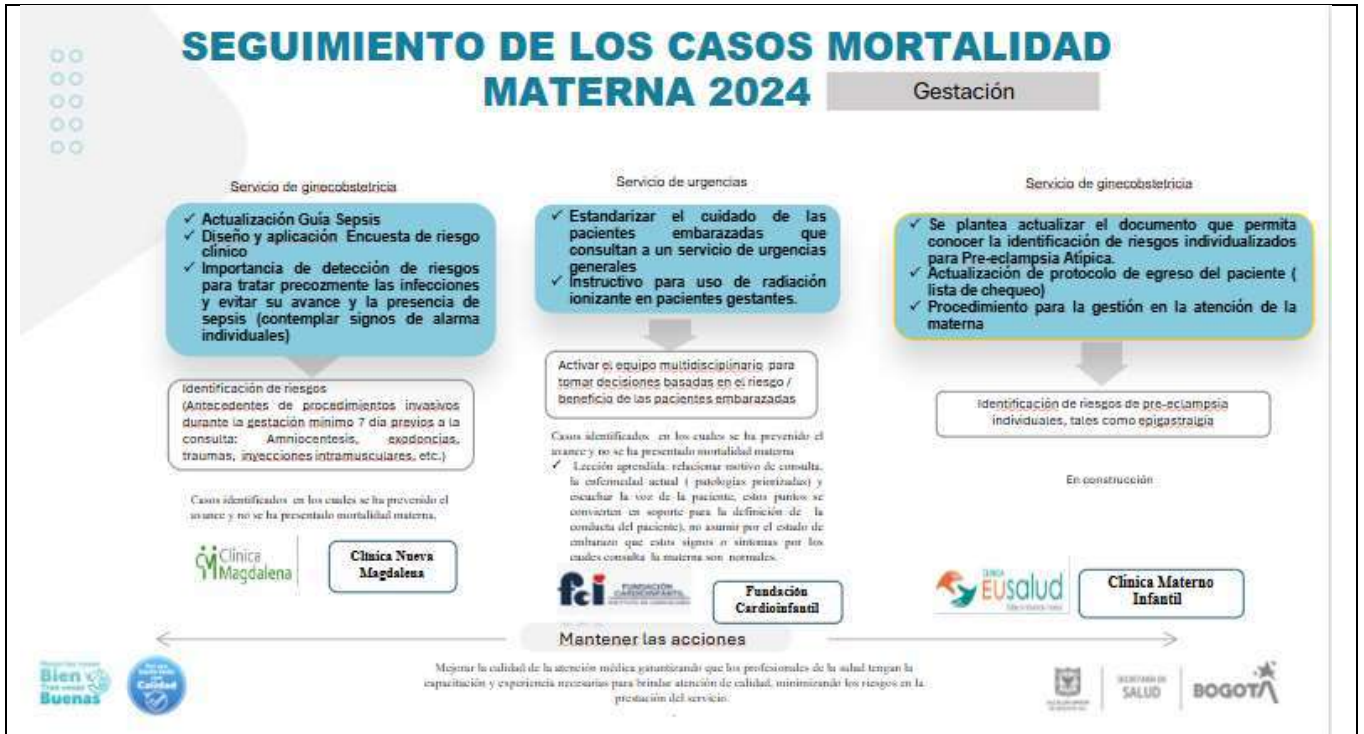 SEGUIMIENTO DE LOS CASOS MORTALIDAD
MATERNA 2024
Gestación
Servicio de ginecobstetricia
✓ Actualización Guía Sepsis
✓ Diseño y aplicación Encuesta de riesgo
clínico
✓ Importancia de detección de riesgos
para tratar precozmente las infecciones
y evitar su avance y la presencia de
sepsis (contemplar signos de alarma
individuales)
Identificación de riesgos
(Antecedentes de procedimientos invasivos
durante la gestación mínimo 7 día previos a la
consulta: Amniocentesis, exodoncias,
traumas, inyecciones intramusculares, etc.)
Casos identificados en los cuales se ha prevenido el
avance y no se ha presentado mortalidad materna.
Clínica
Magdalena
Clínica Nueva
Magdalena
Servicio de urgencias
✓ Estandarizar el cuidado de las
pacientes embarazadas que
consultan a un servicio de urgencias
generales
✓ Instructivo para uso de radiación
ionizante en pacientes gestantes.
Activar el equipo multidisciplinario para
tomar decisiones basadas en el riesgo /
beneficio de las pacientes embarazadas
Casos identificados en los cuales se ha prevenido el
avance y no se ha presentado mortalidad materna
✓ Lección aprendida: relacionar motivo de consulta,
la enfermedad actual ( patologías priorizadas) y
escuchar la voz de la paciente, estos puntos se
convierten en soporte para la definición de la
conducta del paciente), no asumir por el estado de
embarazo que estos signos o síntomas por los
cuales consulta la materna son normales.
fci
FUNDACIÓN
CARDIOINFANTIL
Fundación
Cardioinfantil
Servicio de ginecobstetricia
✓ Se plantea actualizar el documento que permita
conocer la identificación de riesgos individualizados
para Pre-eclampsia Atípica.
✓ Actualización de protocolo de egreso del paciente (
lista de chequeo)
✓ Procedimiento para la gestión en la atención de la
materna
Identificación de riesgos de pre-eclampsia
individuales, tales como epigastralgia
En construcción
CLINICA
EUSalud
Clínica Materno
Infantil
Mantener las acciones
Mejorar la calidad de la atención médica garantizando que los profesionales de la salud tengan la
capacitación y experiencia necesarias para brindar atención de calidad, minimizando los riesgos en la
prestación del servicio.
Bien
Buenas
Calidad
SECRETARÍA DE
SALUD
BOGOTÁ